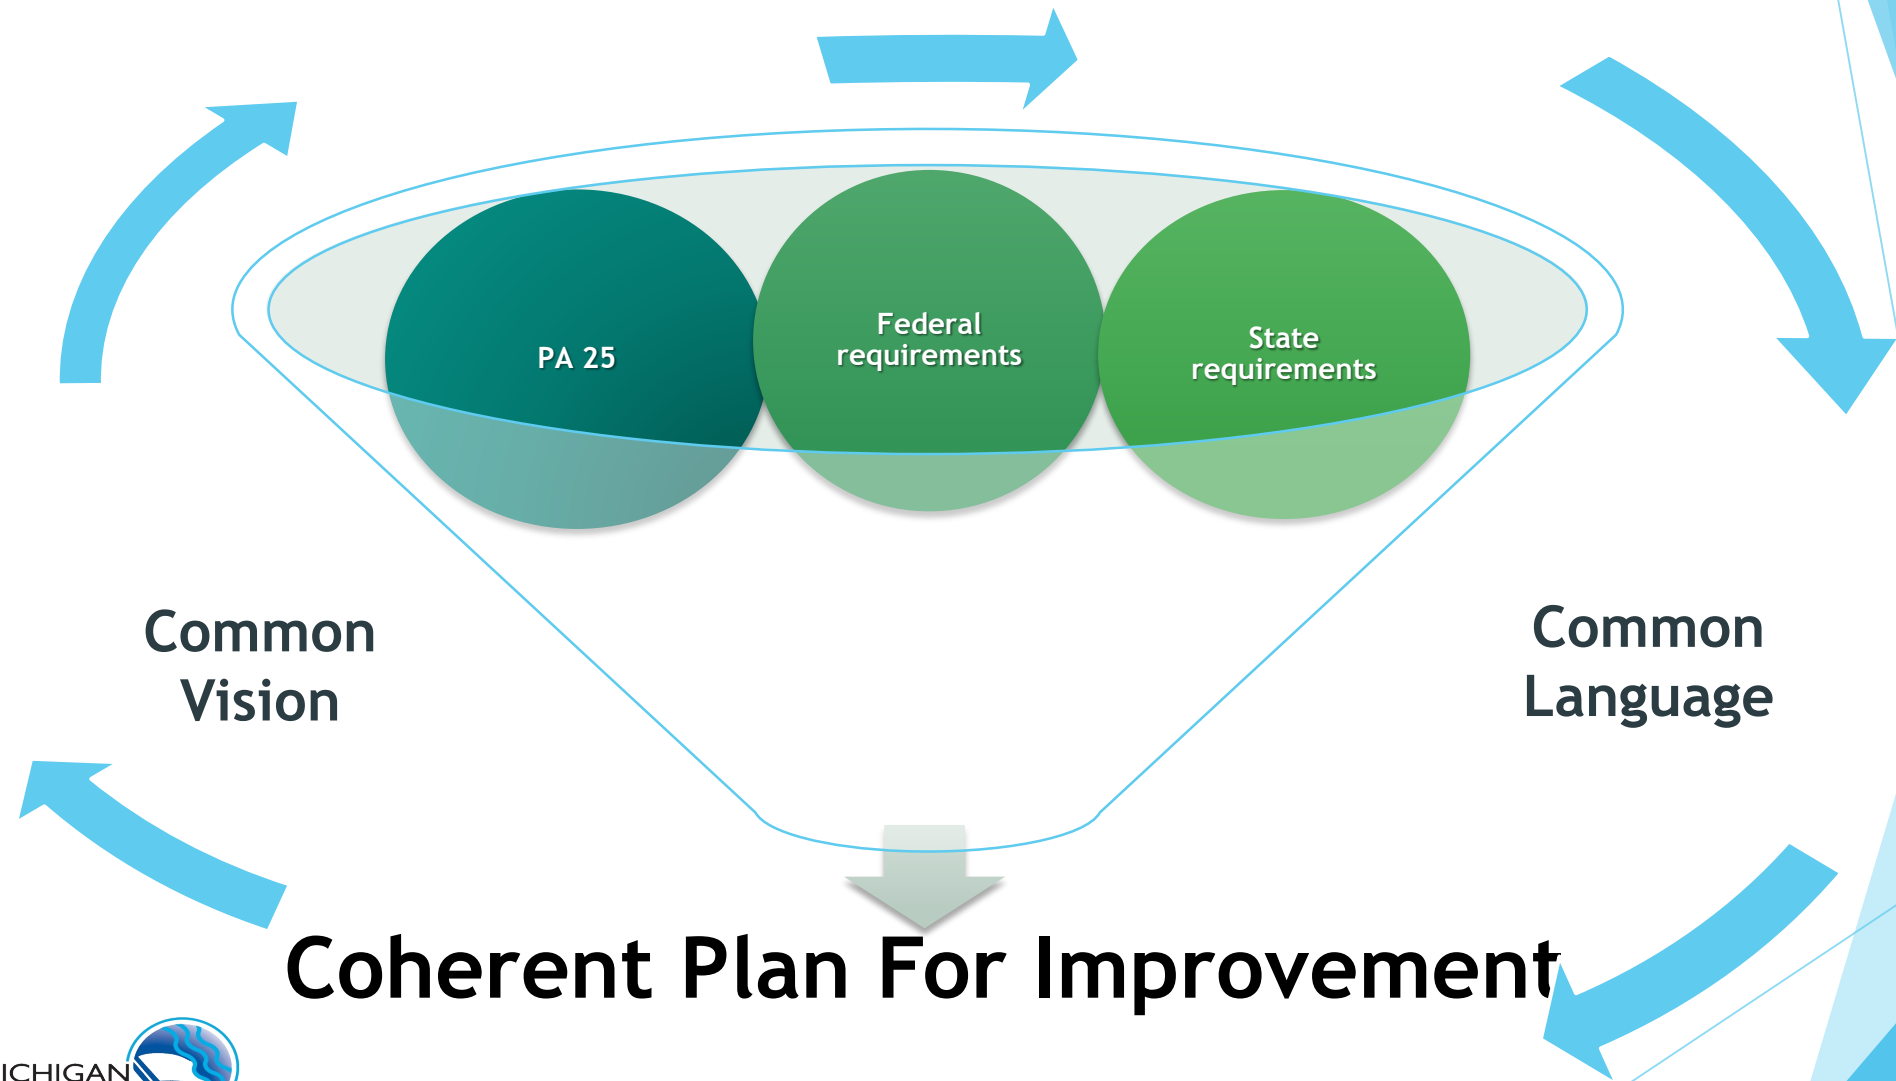 PA 25
Federal
requirements
State
requirements
Common
Vision
Common
Language
Coherent Plan For Improvement
ICHIGAN